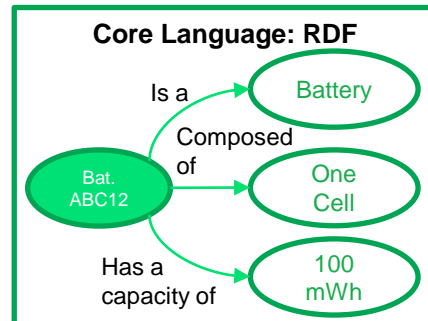 Core Language: RDF
Is a
Battery
Composed
of
Bat.
ABC12
One
Cell
Has a
capacity of
100
mWh